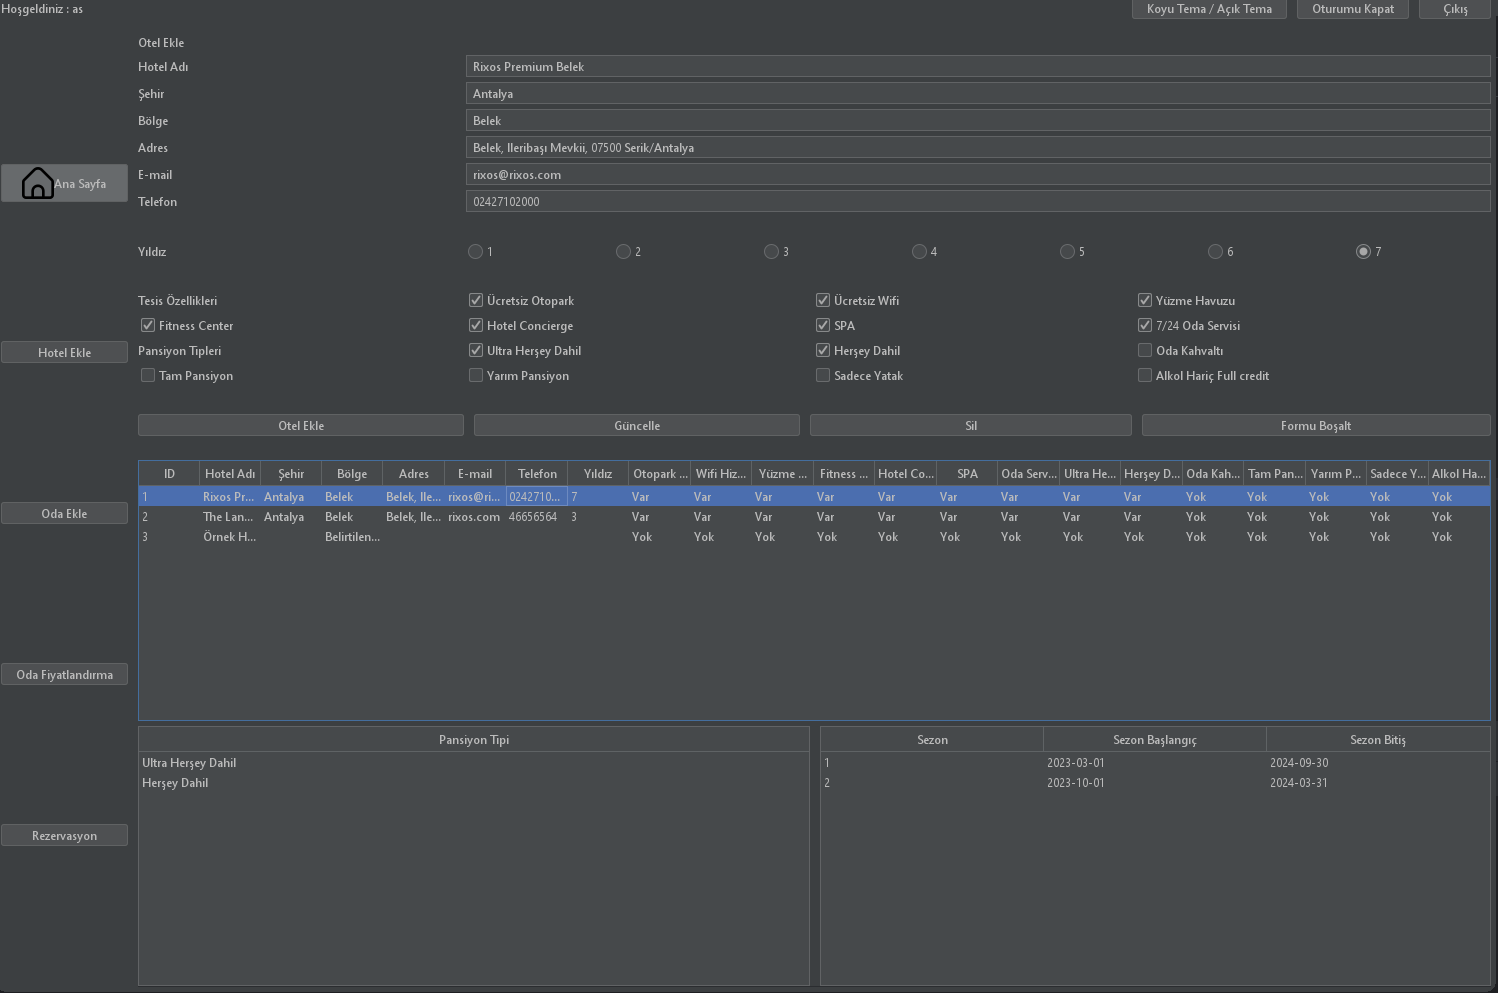 Hoşgeldiniz : as Koyu Tema / Açık Tema Oturumu Kapat Çıkış
Otel Ekle
Hotel Adı Rixos Premium Belek
Şehir Antalya
Bölge Belek
Adres Belek, Ileribaşı Mevkii, 07500 Serik/Antalya
E-mail rixos@rixos.com
Ana Sayfa
Telefon 02427102000
Yıldız 1 2 3 4 5 6 7
Tesis Özellikleri Ücretsiz Otopark Ücretsiz Wifi Yüzme Havuzu
Fitness Center Hotel Concierge SPA 7/24 Oda Servisi
Hotel Ekle
Pansiyon Tipleri Ultra Herşey Dahil Herşey Dahil Oda Kahvaltı
Tam Pansiyon Yarım Pansiyon Sadece Yatak Alkol Hariç Full credit
Otel Ekle Güncelle Sil Formu Boşalt
ID Hotel Adı Şehir Bölge Adres E-mail Telefon Yıldız Otopark ... Wifi Hiz... Yüzme ... Fitness ... Hotel Co... SPA Oda Serv... Ultra He... Herşey D... Oda Kah... Tam Pan... Yarım P... Sadece Y... Alkol Ha...
1 Rixos Pr... Antalya Belek Belek, Ile... rixos@ri... 0242710... 7 Var Var Var Var Var Var Var Var Var Yok Yok Yok Yok Yok
2 The Lan... Antalya Belek Belek, Ile... rixos.com 46656564 3 Var Var Var Var Var Var Var Var Var Yok Yok Yok Yok Yok
3 Örnek H... Belirtilen... Yok Yok Yok Yok Yok Yok Yok Yok Yok Yok Yok Yok Yok Yok
Oda Ekle
Oda Fiyatlandırma
Rezervasyon
Pansiyon Tipi
Ultra Herşey Dahil
Herşey Dahil
Sezon Sezon Başlangıç Sezon Bitiş
1 2023-03-01 2024-09-30
2 2023-10-01 2024-03-31